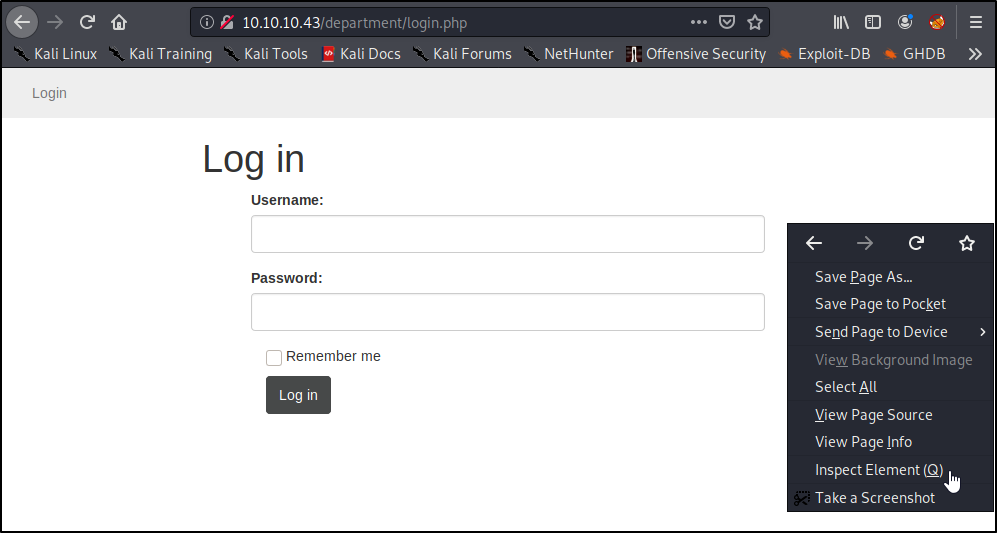 10.10.10.43/department/login.php
Kali Linux Kali Training Kali Tools Kali Docs Kali Forums NetHunter Offensive Security Exploit-DB GHDB
Login
Log in
Username:
Password:
Remember me
Log in
Save Page As...
Save Page to Pocket
Send Page to Device
View Background Image
Select All
View Page Source
View Page Info
Inspect Element (Q)
Take a Screenshot